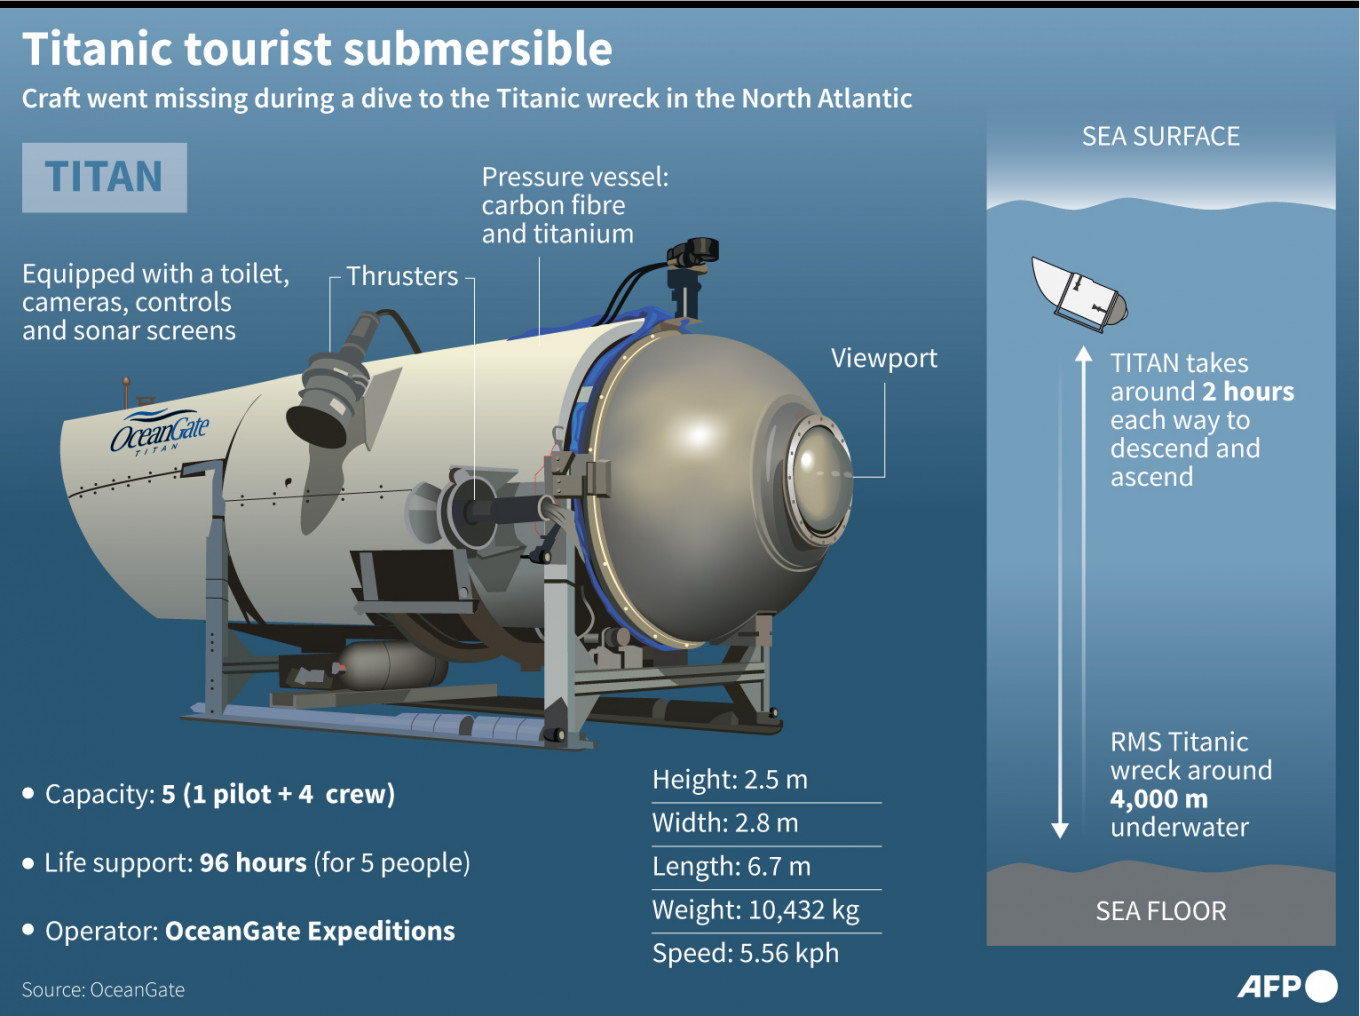 Titanic tourist submersible
Craft went missing during a dive to the Titanic wreck in the North Atlantic
TITAN
Equipped with a toilet,
cameras, controls
and sonar screens
Thrusters
Pressure vessel:
carbon fibre
and titanium
Viewport
OceanGate
TITAN
• Capacity: 5 (1 pilot + 4 crew)
• Life support: 96 hours (for 5 people)
• Operator: OceanGate Expeditions
Height: 2.5 m
Width: 2.8 m
Length: 6.7 m
Weight: 10,432 kg
Speed: 5.56 kph
SEA SURFACE
TITAN takes
around 2 hours
each way to
descend and
ascend
RMS Titanic
wreck around
4,000 m
underwater
SEA FLOOR
Source: OceanGate
AFP